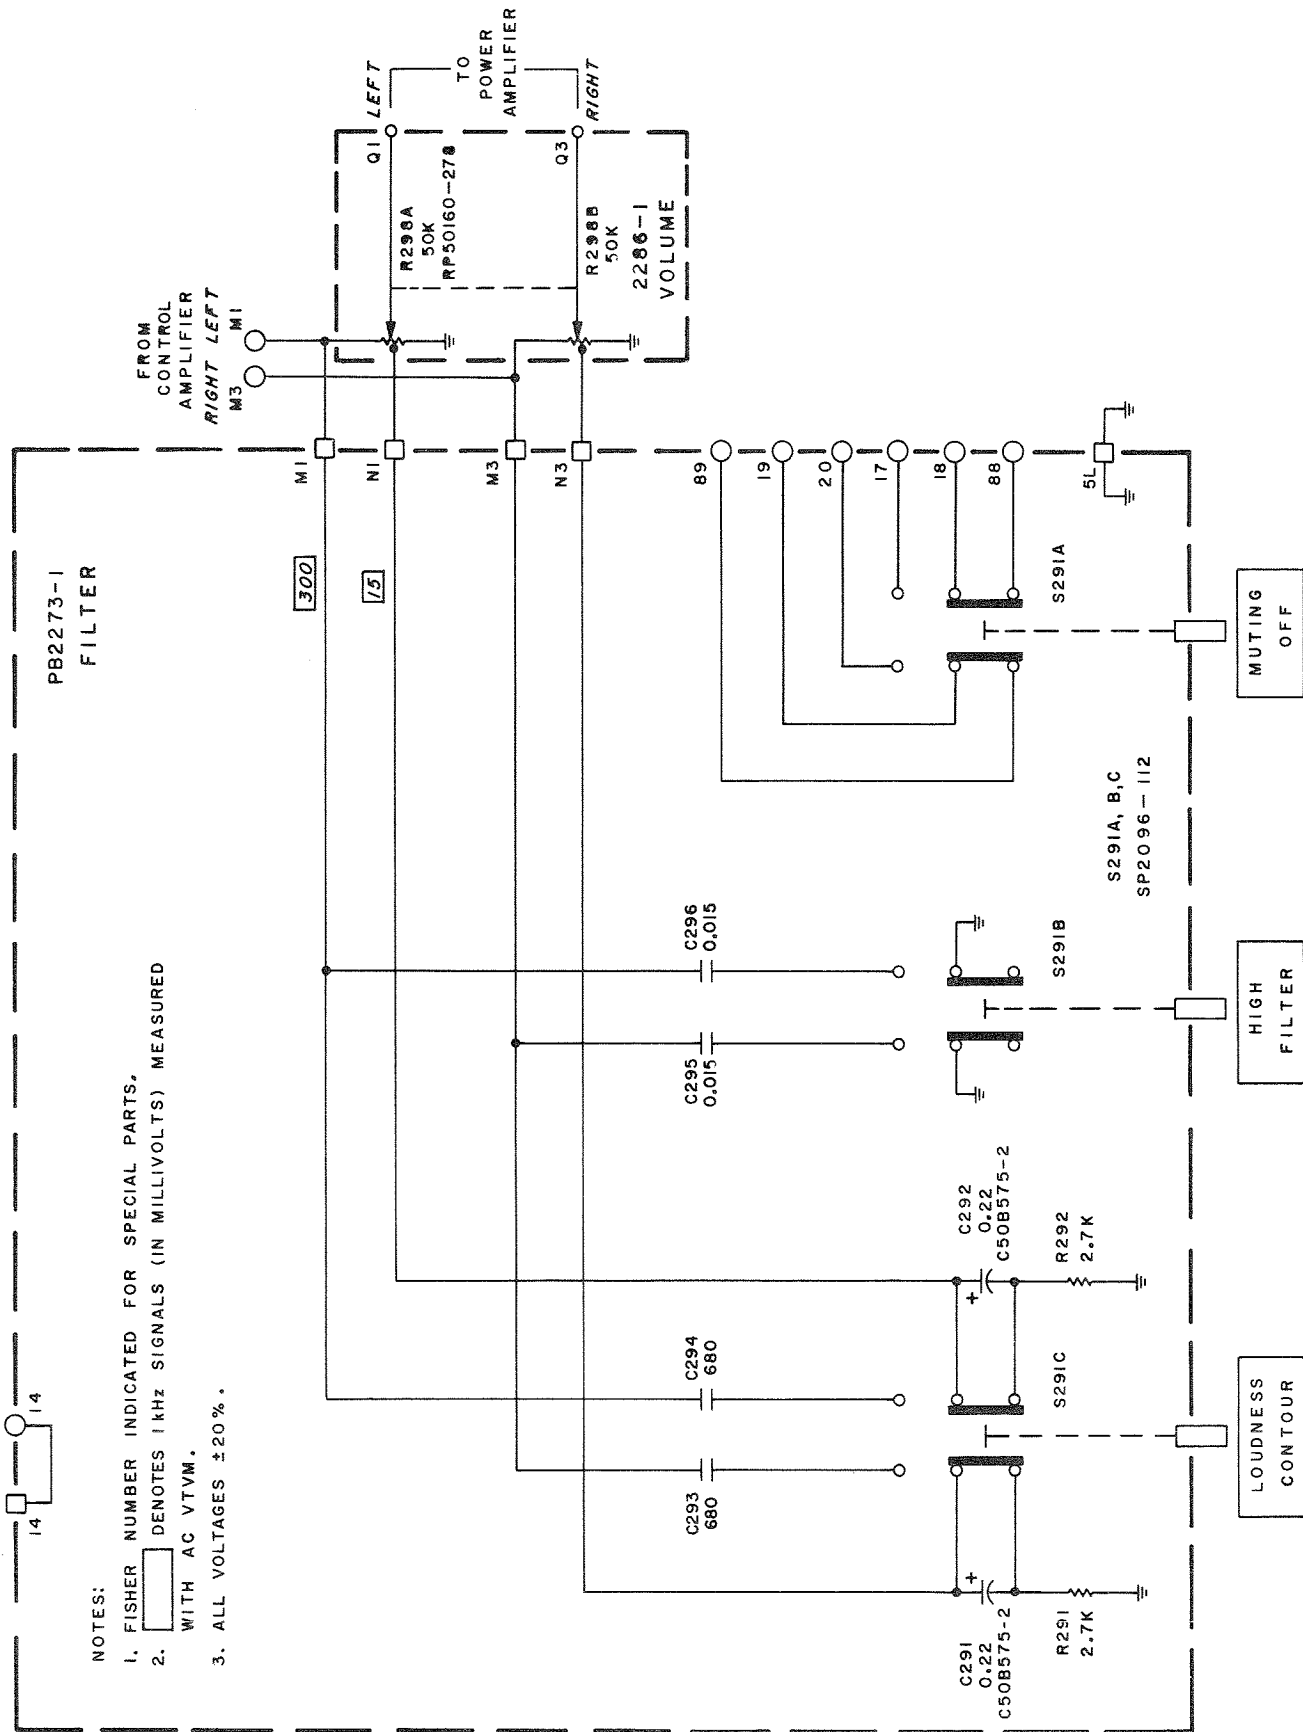 NOTES:
1. FISHER NUMBER INDICATED FOR SPECIAL PARTS.
2. DENOTES 1kHz SIGNALS (IN MILLIVOLTS) MEASURED
WITH AC VTVM.
3. ALL VOLTAGES ±20%.
14
14
PB2273-1
FILTER
FROM
CONTROL
AMPLIFIER
RIGHT LEFT
M3 M1
Q1
LEFT
TO
POWER
AMPLIFIER
R298A
50K
RP50160-278
Q3
RIGHT
R298B
50K
2286-1
VOLUME
M1
300
N1
15
M3
N3
89
19
20
17
18
88
5L
C293
680
C294
680
C295
0.015
C296
0.015
C291
0.22
C50B575-2
+
R291
2.7K
C292
0.22
C50B575-2
+
R292
2.7K
S291C
S291B
S291A
S291A, B,C
SP2096-112
LOUDNESS
CONTOUR
HIGH
FILTER
MUTING
OFF